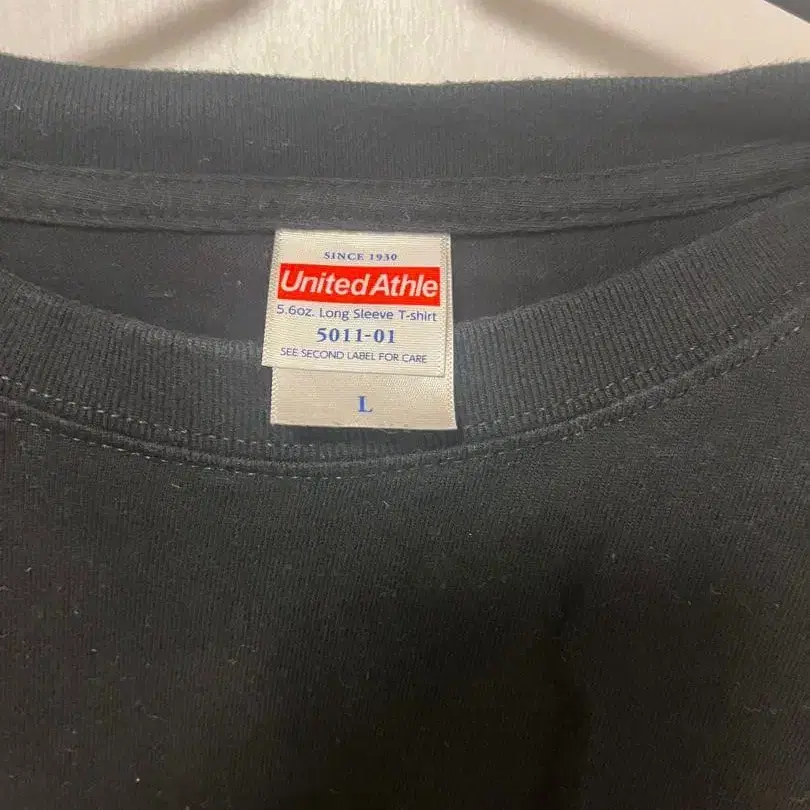 SINCE 1930
United Athle
5.6oz. Long Sleeve T-shirt
5011-01
SEE SECOND LABEL FOR CARE
L